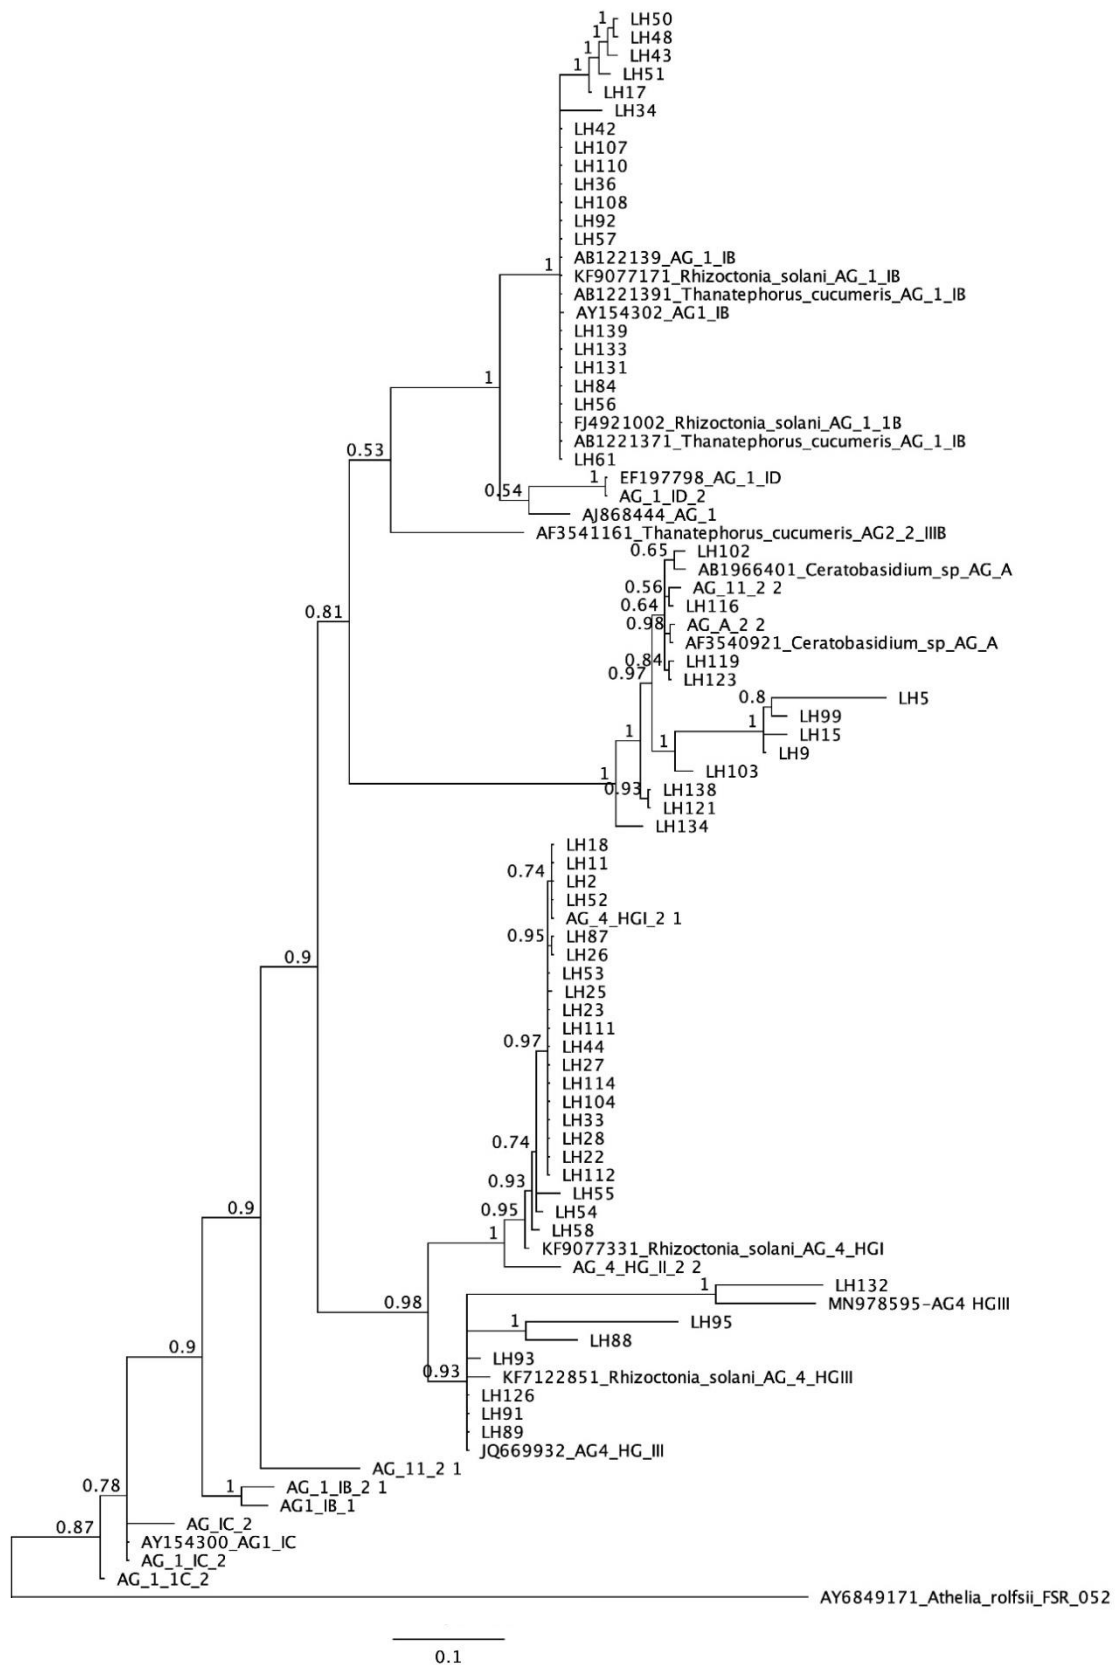 1
LH50
1
LH48
1
LH43
1
LH51
LH17
LH34
LH42
LH107
LH110
LH36
LH108
LH92
LH57
AB122139_AG_1_IB
1
KF9077171_Rhizoctonia_solani_AG_1_IB
AB1221391_Thanatephorus_cucumeris_AG_1_IB
AY154302_AG1_IB
LH139
LH133
LH131
1
LH84
LH56
FJ4921002_Rhizoctonia_solani_AG_1_1B
AB1221371_Thanatephorus_cucumeris_AG_1_IB
0.53
LH61
1
EF197798_AG_1_ID
0.54
AG_1_ID_2
AJ868444_AG_1
AF3541161_Thanatephorus_cucumeris_AG2_2_IIIB
0.65
LH102
AB1966401_Ceratobasidium_sp_AG_A
0.56
AG_11_2 2
0.64
LH116
0.81
0.98
AG_A_2 2
AF3540921_Ceratobasidium_sp_AG_A
0.84
LH119
0.97
LH123
0.8
LH5
1
LH99
1
1
LH15
LH9
1
LH103
0.93
LH138
LH121
LH134
LH18
LH11
0.74
LH2
LH52
AG_4_HGI_2 1
0.95
LH87
LH26
0.9
LH53
LH25
LH23
LH111
0.97
LH44
LH27
LH114
LH104
LH33
0.74
LH28
LH22
0.93
LH112
LH55
0.9
0.95
LH54
1
LH58
KF9077331_Rhizoctonia_solani_AG_4_HGI
AG_4_HG_II_2 2
1
LH132
0.98
MN978595-AG4 HGIII
1
LH95
LH88
0.9
LH93
0.93
KF7122851_Rhizoctonia_solani_AG_4_HGIII
LH126
LH91
LH89
JQ669932_AG4_HG_III
AG_11_2 1
0.78
1
AG_1_IB_2 1
AG1_IB_1
0.87
AG_IC_2
AY154300_AG1_IC
AG_1_IC_2
AG_1_1C_2
AY6849171_Athelia_rolfsii_FSR_052
0.1